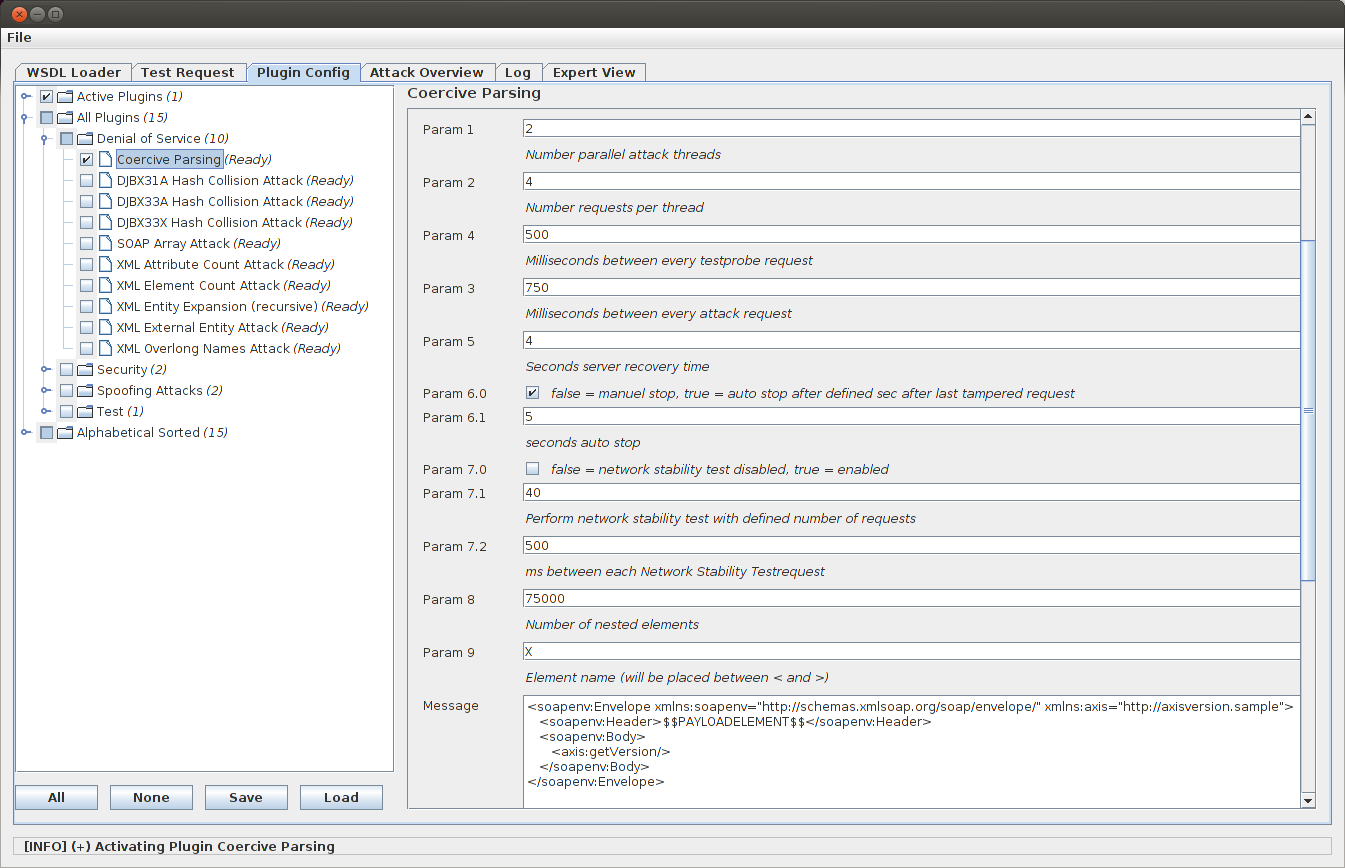 File
WSDL Loader Test Request Plugin Config Attack Overview Log Expert View
Active Plugins (1)
All Plugins (15)
Denial of Service (10)
Coercive Parsing (Ready)
DJBX31A Hash Collision Attack (Ready)
DJBX33A Hash Collision Attack (Ready)
DJBX33X Hash Collision Attack (Ready)
SOAP Array Attack (Ready)
XML Attribute Count Attack (Ready)
XML Element Count Attack (Ready)
XML Entity Expansion (recursive) (Ready)
XML External Entity Attack (Ready)
XML Overlong Names Attack (Ready)
Security (2)
Spoofing Attacks (2)
Test (1)
Alphabetical Sorted (15)
All None Save Load
Coercive Parsing
Param 1 2
Number parallel attack threads
Param 2 4
Number requests per thread
Param 4 500
Milliseconds between every testprobe request
Param 3 750
Milliseconds between every attack request
Param 5 4
Seconds server recovery time
Param 6.0 false = manuel stop, true = auto stop after defined sec after last tampered request
Param 6.1 5
seconds auto stop
Param 7.0 false = network stability test disabled, true = enabled
Param 7.1 40
Perform network stability test with defined number of requests
Param 7.2 500
ms between each Network Stability Testrequest
Param 8 75000
Number of nested elements
Param 9 X
Element name (will be placed between < and >)
Message <soapenv:Envelope xmlns:soapenv="http://schemas.xmlsoap.org/soap/envelope/" xmlns:axis="http://axisversion.sample">
<soapenv:Header>$$PAYLOADELEMENT$$</soapenv:Header>
<soapenv:Body>
<axis:getVersion/>
</soapenv:Body>
</soapenv:Envelope>
[INFO] (+) Activating Plugin Coercive Parsing